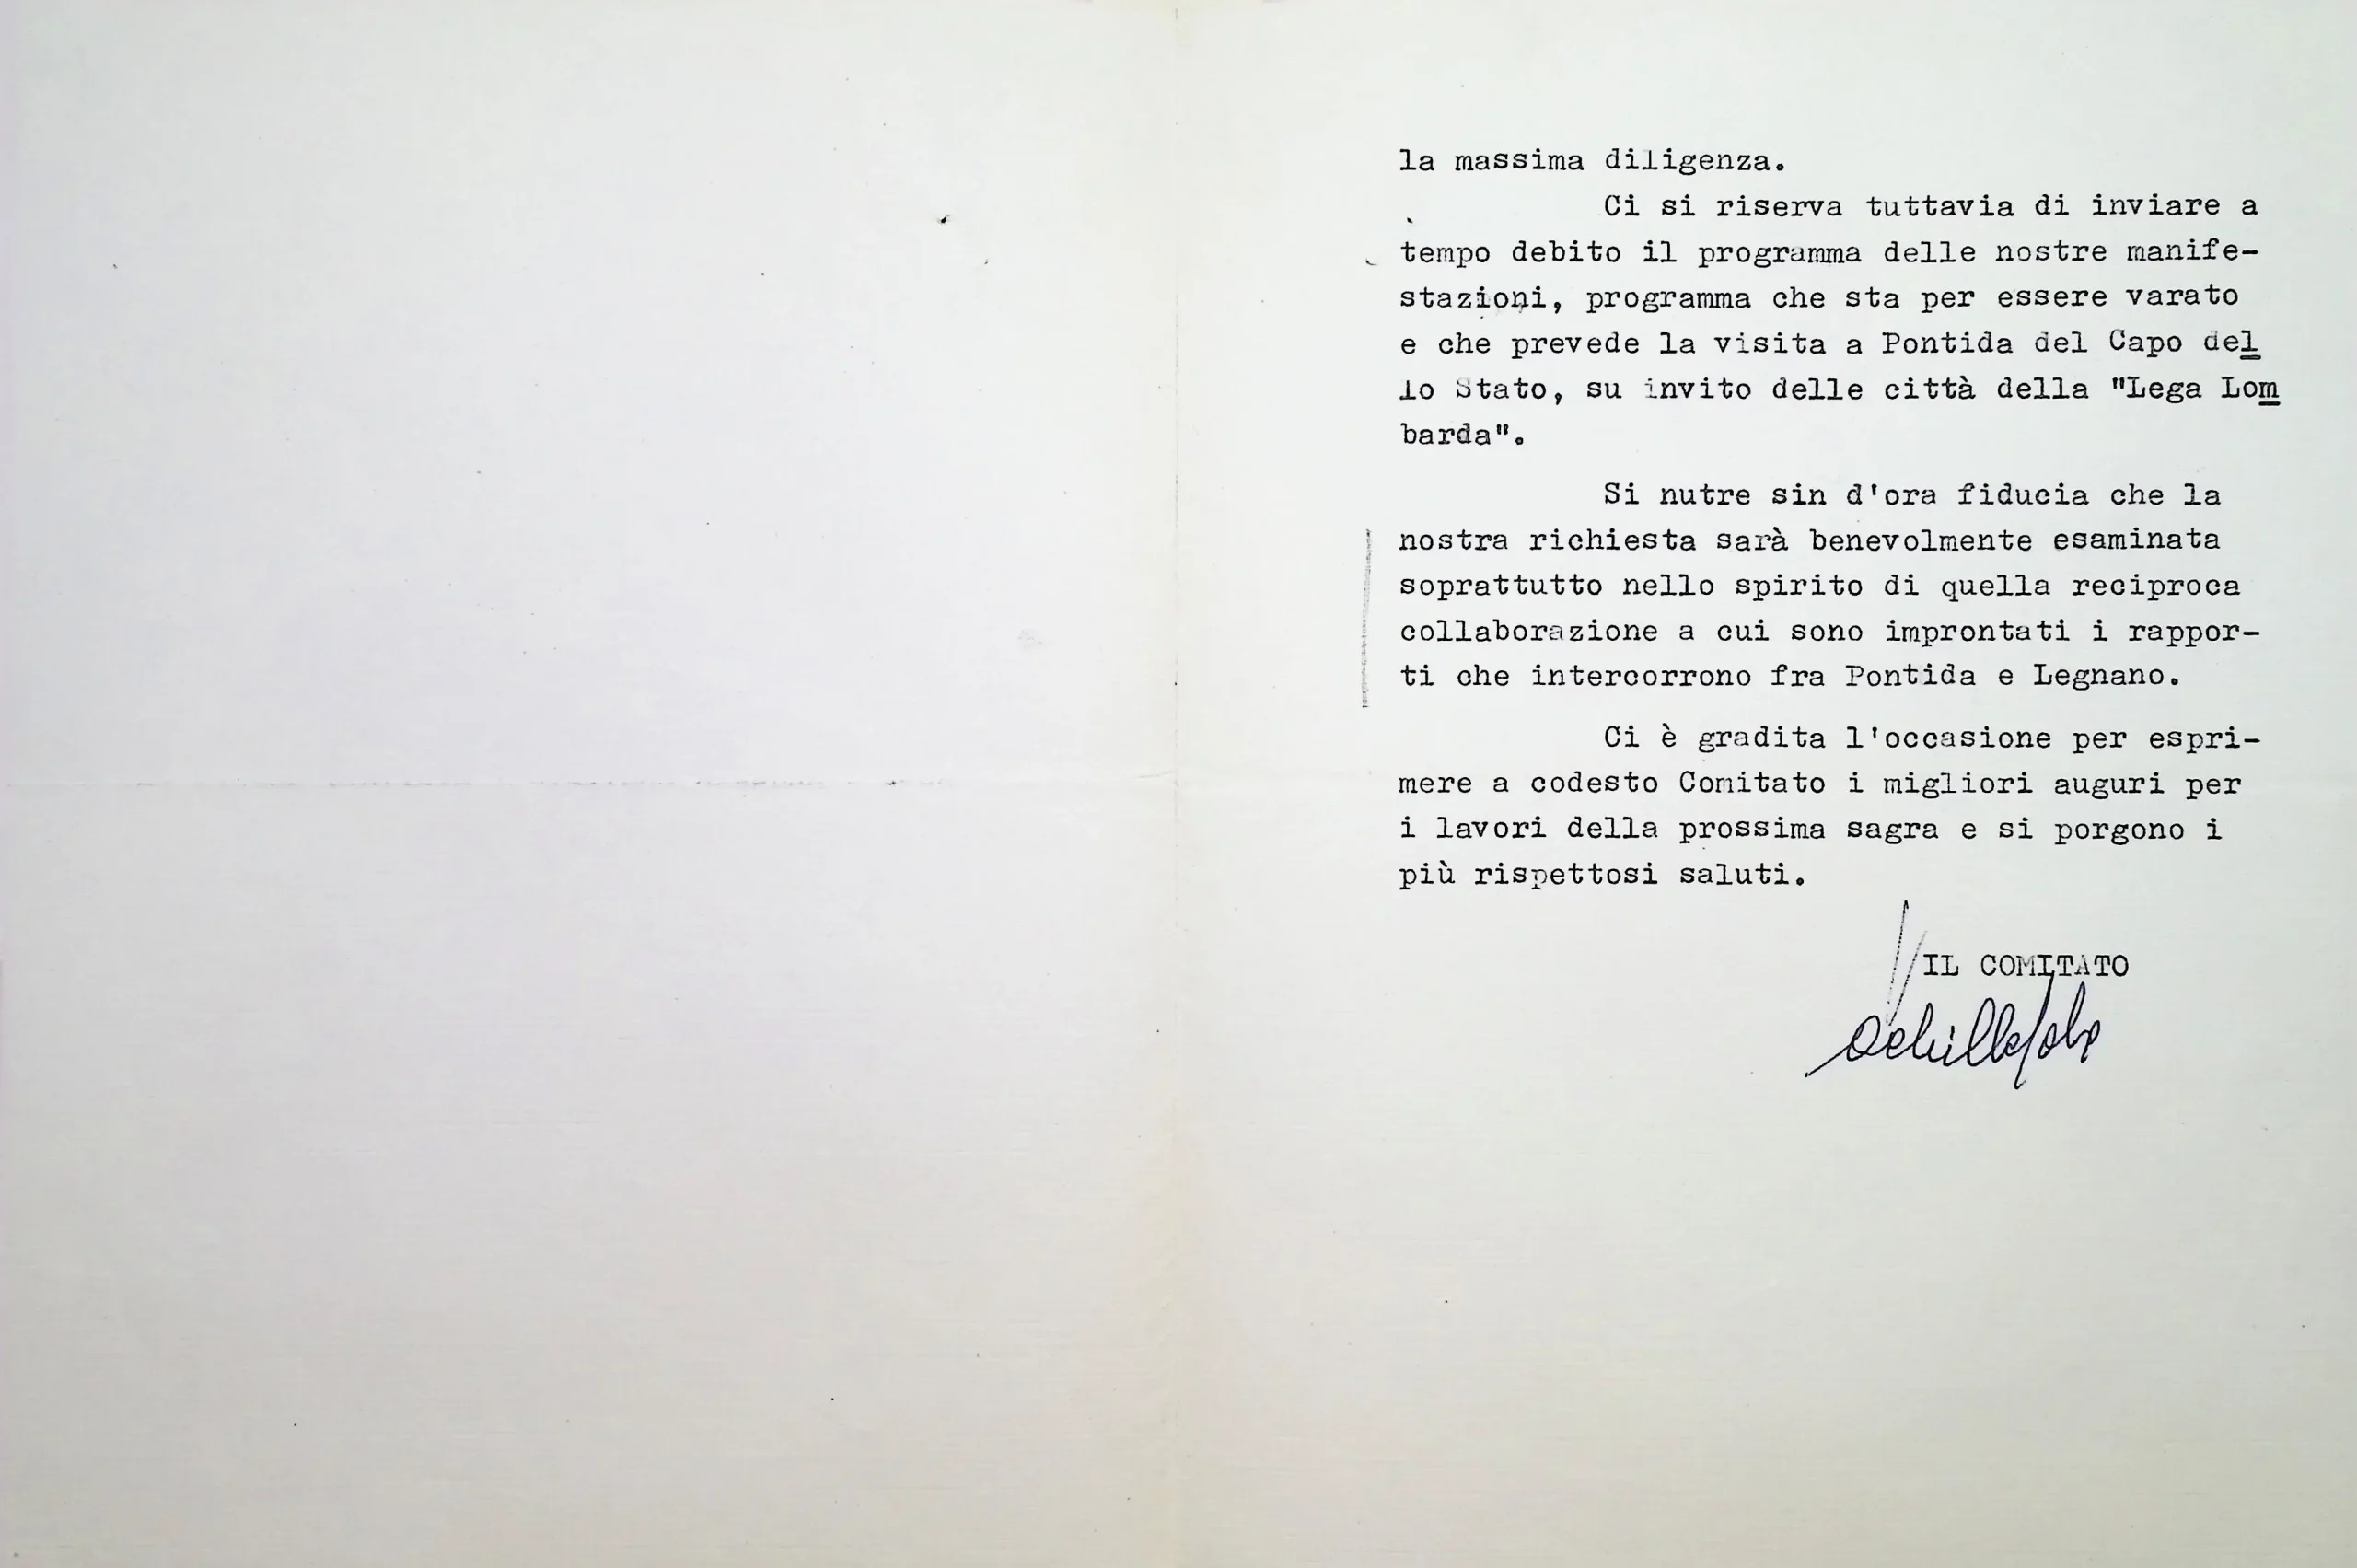 la massima diligenza.
Ci si riserva tuttavia di inviare a
tempo debito il programma delle nostre manife-
stazioni, programma che sta per essere varato
e che prevede la visita a Pontida del Capo del
lo Stato, su invito delle città della "Lega Lom
barda".
Si nutre sin d'ora fiducia che la
nostra richiesta sarà benevolmente esaminata
soprattutto nello spirito di quella reciproca
collaborazione a cui sono improntati i rappor-
ti che intercorrono fra Pontida e Legnano.
Ci è gradita l'occasione per espri-
mere a codesto Comitato i migliori auguri per
i lavori della prossima sagra e si porgono i
più rispettosi saluti.
IL COMITATO
Achille